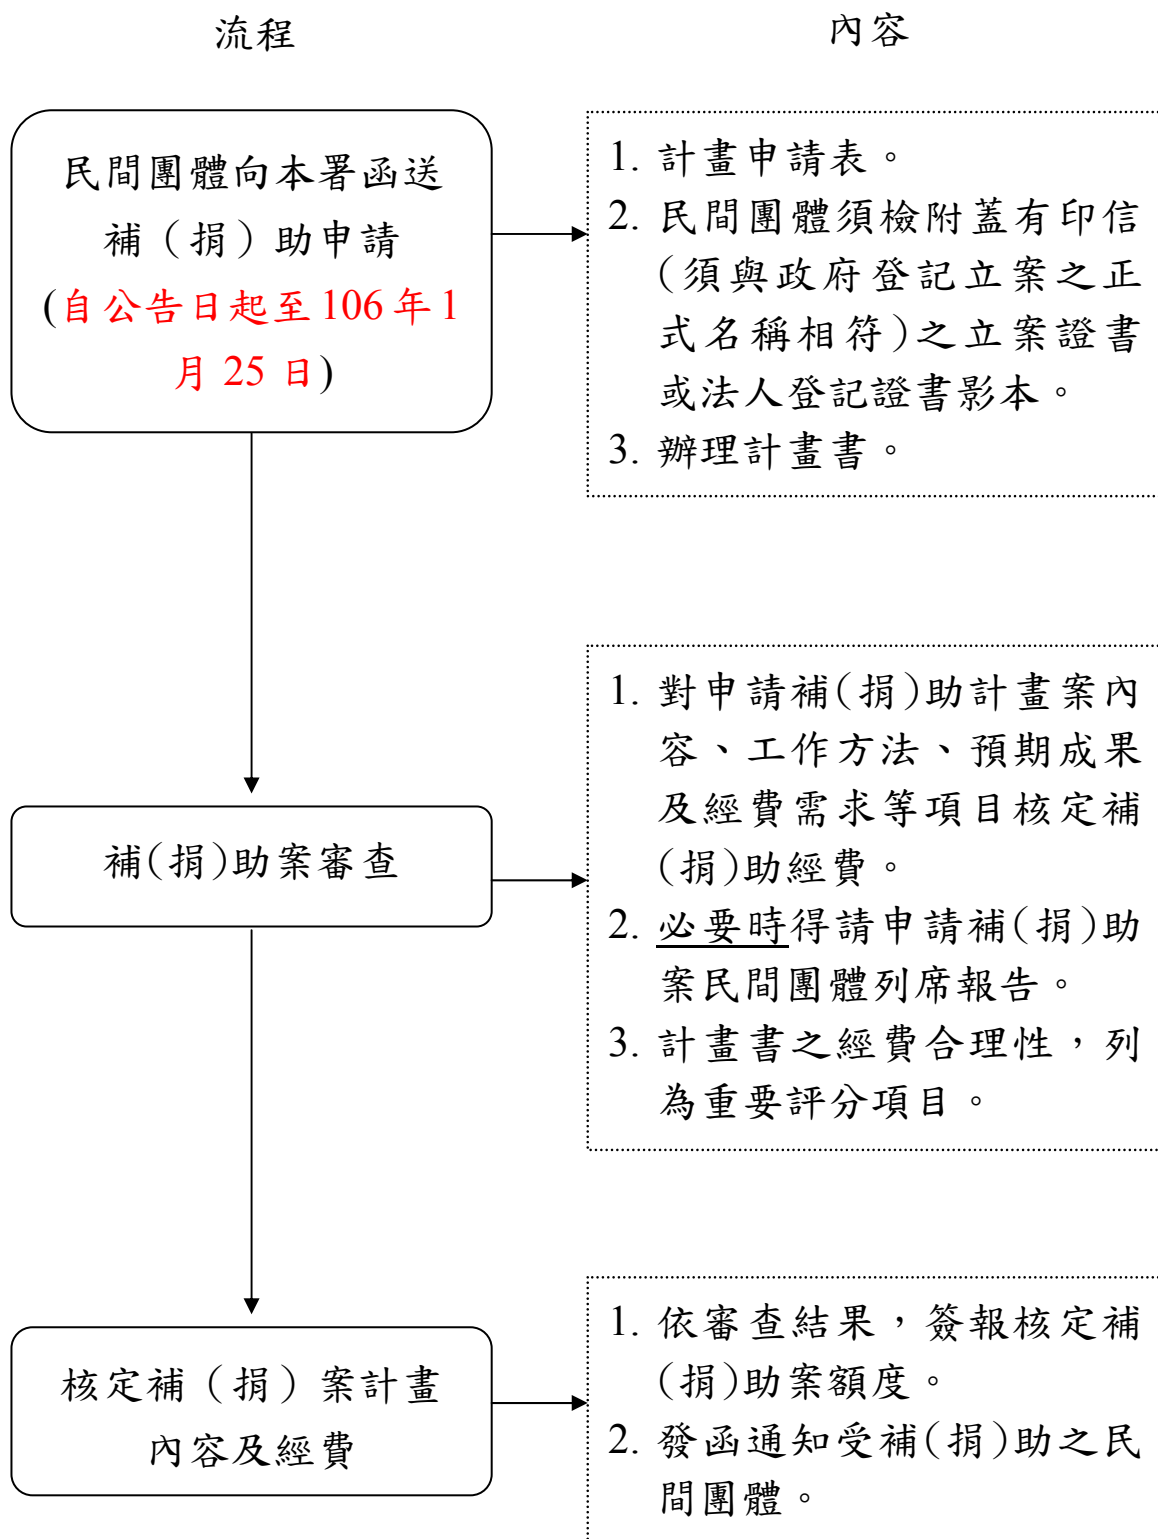 流程
內容
民間團體向本署函送
補（捐）助申請
(自公告日起至 106 年 1
月 25 日)
1. 計畫申請表。
2. 民間團體須檢附蓋有印信
(須與政府登記立案之正
式名稱相符)之立案證書
或法人登記證書影本。
3. 辦理計畫書。
補(捐)助案審查
1. 對申請補(捐)助計畫案內
容、工作方法、預期成果
及經費需求等項目核定補
(捐)助經費。
2. 必要時得請申請補(捐)助
案民間團體列席報告。
3. 計畫書之經費合理性，列
為重要評分項目。
核定補（捐）案計畫
內容及經費
1. 依審查結果，簽報核定補
(捐)助案額度。
2. 發函通知受補(捐)助之民
間團體。